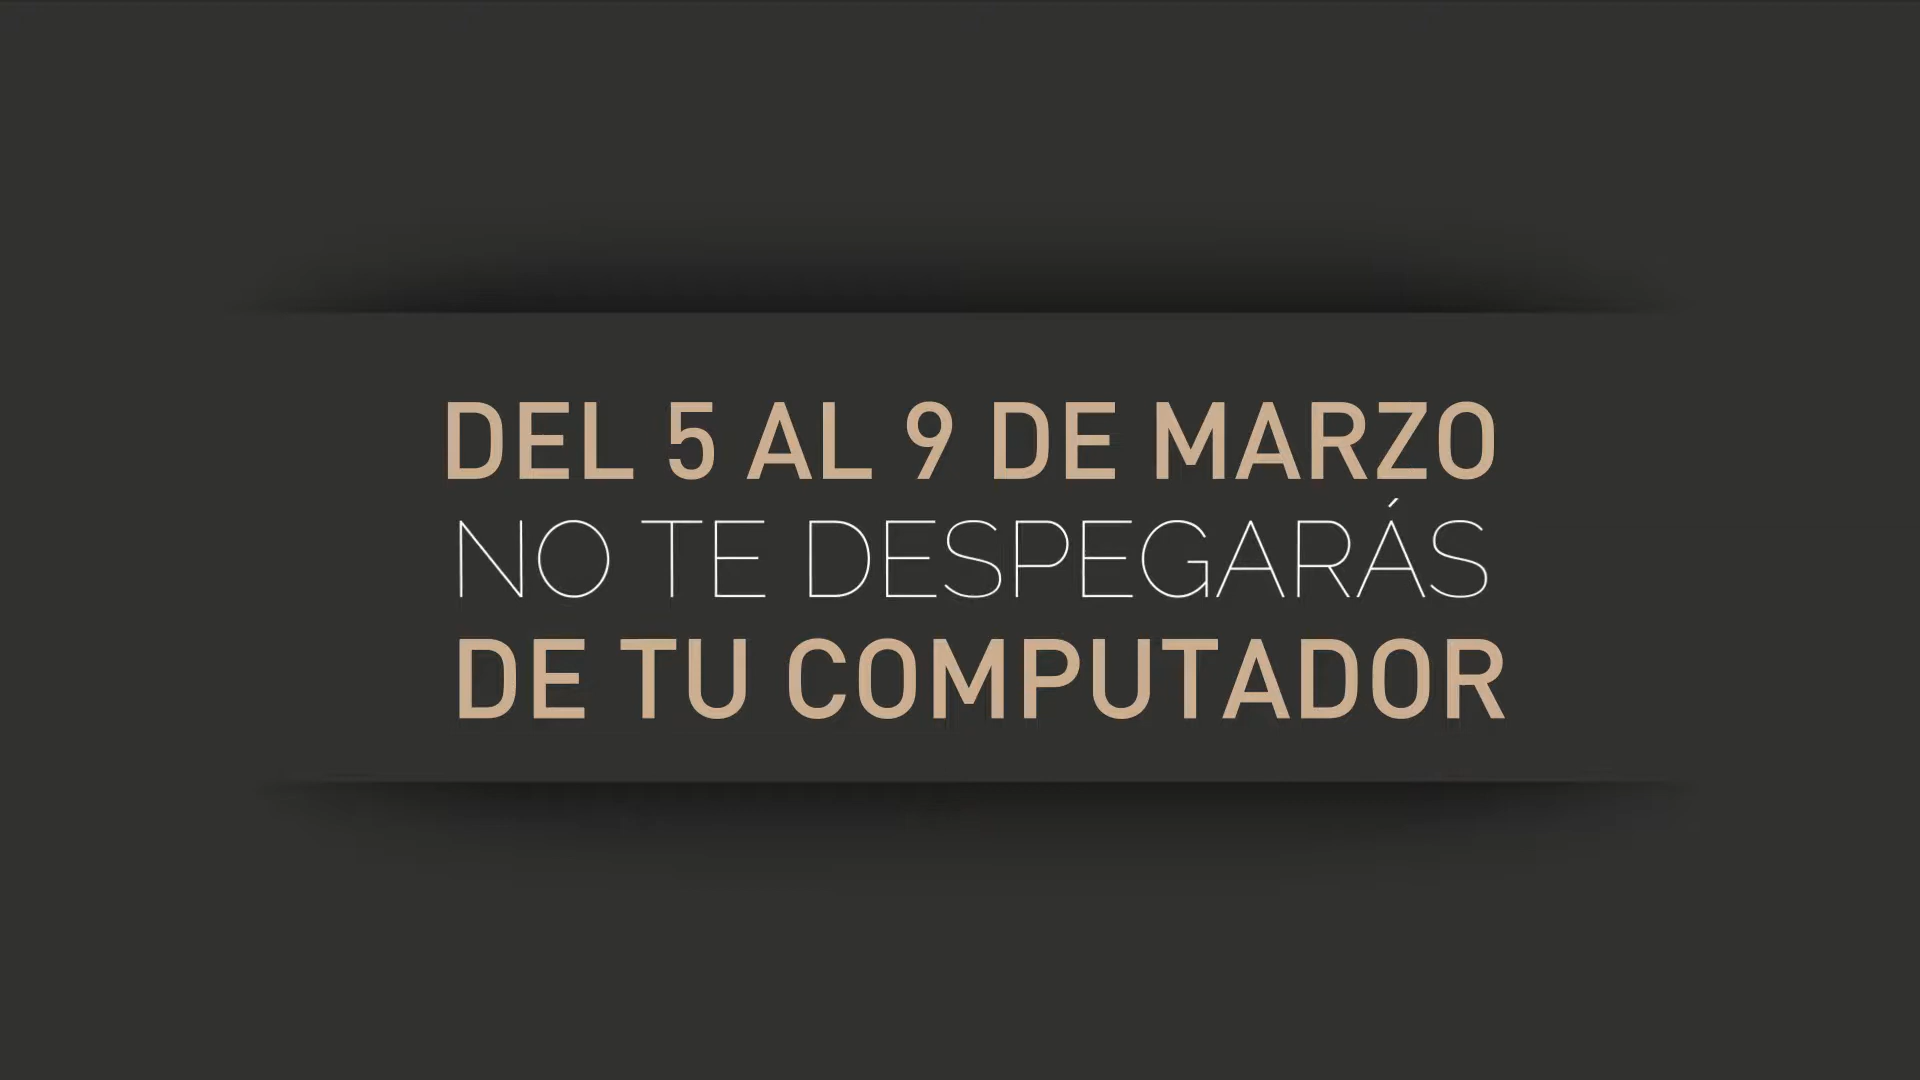 DEL 5 AL 9 DE MARZO
NO TE DESPEGARÁS
DE TU COMPUTADOR